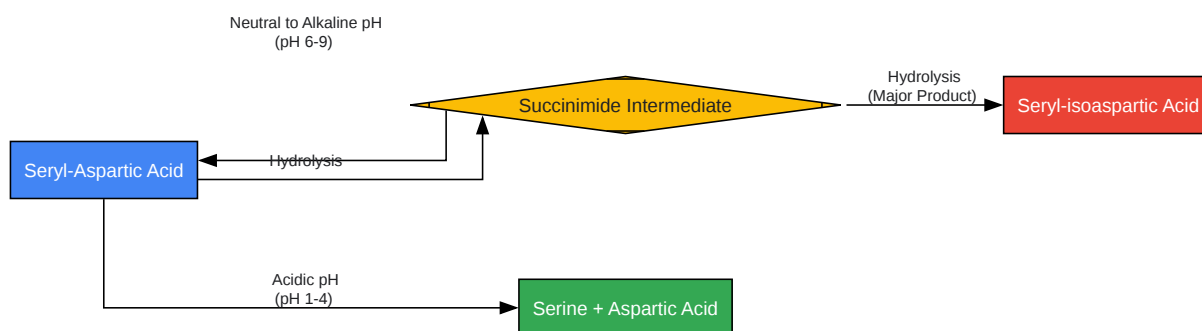 Neutral to Alkaline pH
(pH 6-9)
Hydrolysis
(Major Product)
Succinimide Intermediate
Seryl-isoaspartic Acid
Hydrolysis
Seryl-Aspartic Acid
Acidic pH
(pH 1-4)
Serine + Aspartic Acid